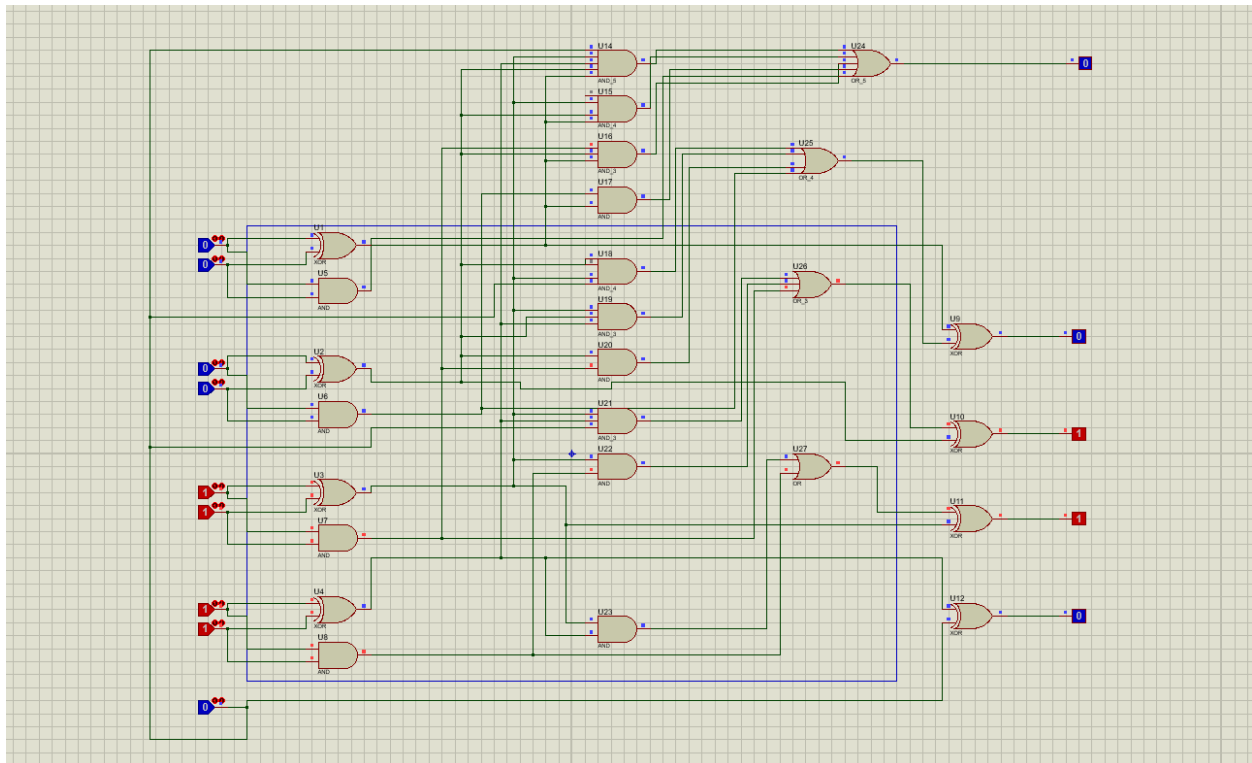 U14
AND_5
U24
OR_5
0
U15
AND_4
U16
AND_3
U25
OR_4
U17
AND
U1
XOR
0
0
U5
AND
U18
AND_4
U26
OR_3
U19
AND_3
U9
XOR
0
U2
XOR
0
0
U20
AND
U6
AND
U21
AND_3
U10
XOR
1
U22
AND
U27
OR
U3
XOR
1
1
U7
AND
U11
XOR
1
U4
XOR
1
1
U12
XOR
0
U23
AND
U8
AND
0